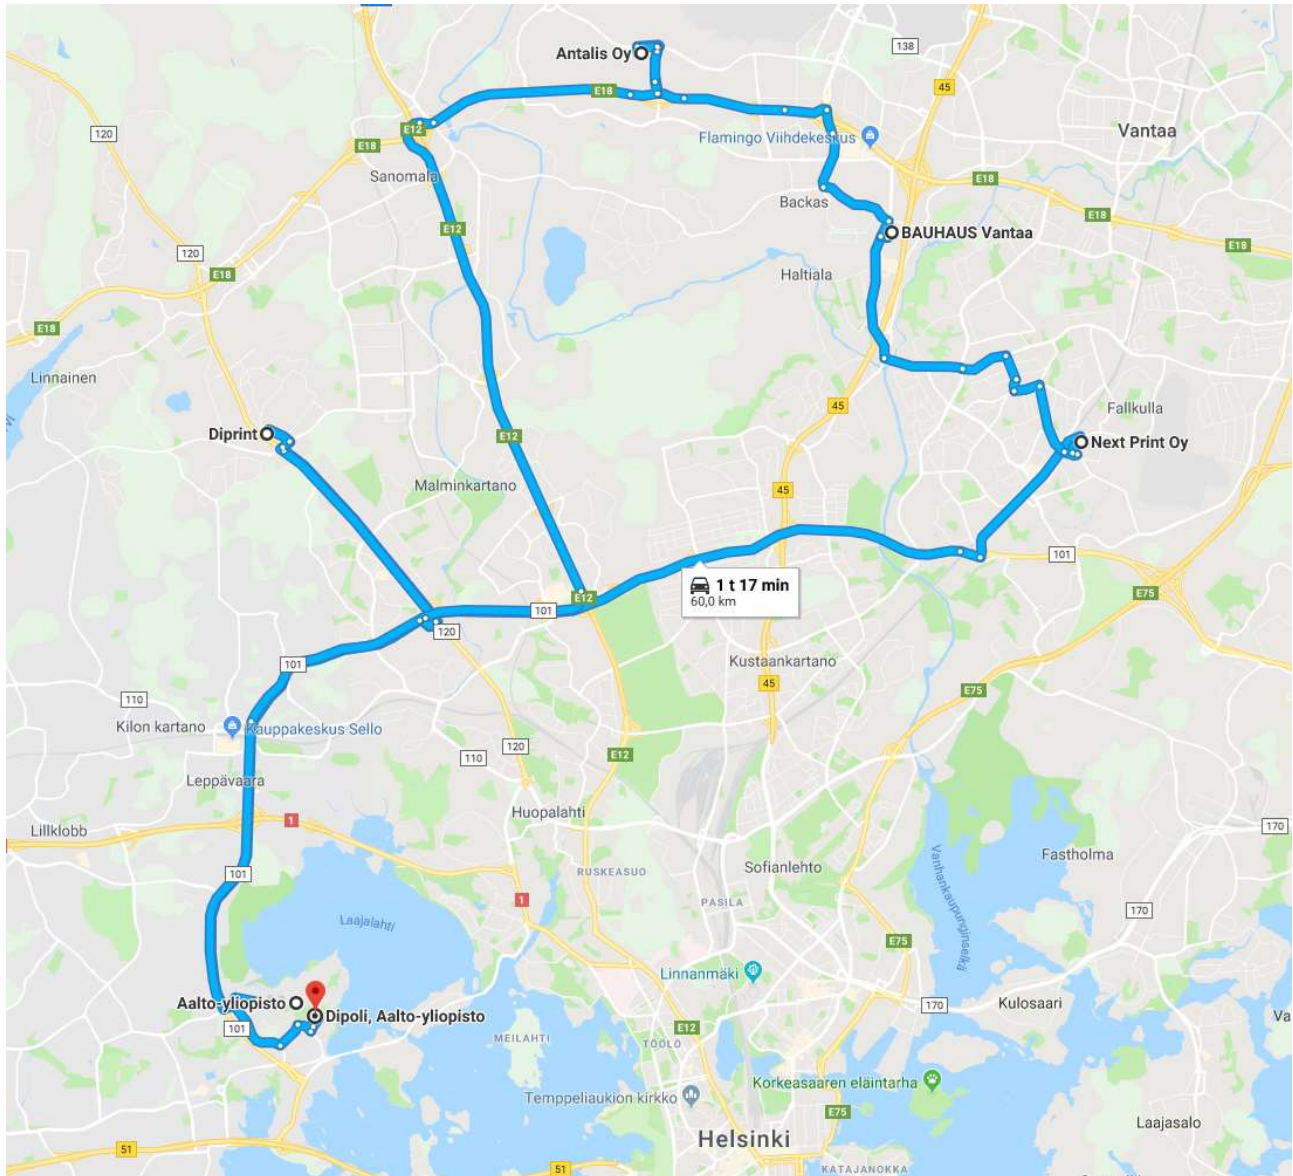 Antalis Oy
138
E18
45
120
E12
E18
Flamingo Viihdekeskus
Vantaa
Sanomala
E18
Backas
E12
E18
BAUHAUS Vantaa
E18
120
E18
Haltiala
E18
Linnainen
45
Fallkulla
Diprint
E12
Next Print Oy
Malminkartano
45
101
1 t 17 min
60,0 km
E75
E12
101
120
101
Kustaankartano
45
E75
110
Kilon kartano
Kauppakeskus Sello
120
E12
110
Leppävaara
Huopalahti
1
Lillklobb
170
Fastholma
Sofianlehto
RUSKEASUO
101
1
PASILA
Vanhankaupunginselkä
170
Laajalahti
E75
Linnanmäki
Aalto-yliopisto
Dipoli, Aalto-yliopisto
170
Kulosaari
Va
101
E12
MEILAHTI
TÖÖLÖ
Korkeasaaren eläintarha
Temppeliaukion kirkko
E75
Laajasalo
Helsinki
51
51
KATAJANOKKA